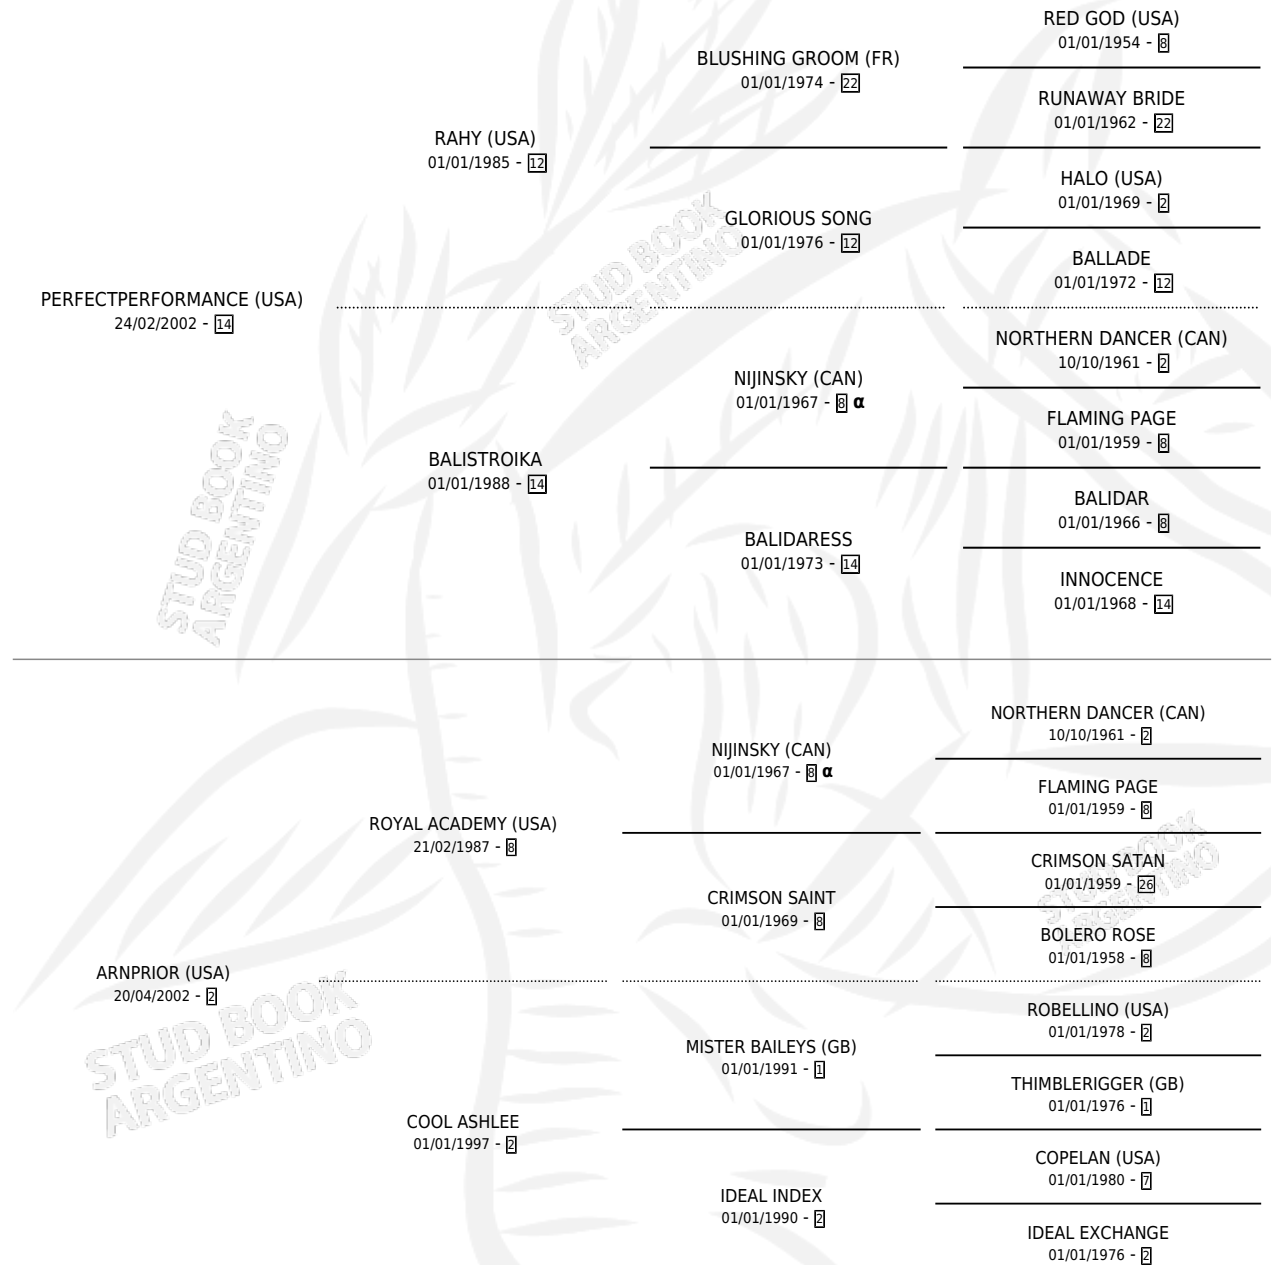 RED GOD (USA)
01/01/1954 - 8
BLUSHING GROOM (FR)
01/01/1974 - 22
RUNAWAY BRIDE
01/01/1962 - 22
RAHY (USA)
01/01/1985 - 12
HALO (USA)
01/01/1969 - 2
GLORIOUS SONG
01/01/1976 - 12
BALLADE
01/01/1972 - 12
PERFECTPERFORMANCE (USA)
24/02/2002 - 14
NORTHERN DANCER (CAN)
10/10/1961 - 2
NIJINSKY (CAN)
01/01/1967 - 8 α
FLAMING PAGE
01/01/1959 - 8
BALISTROIKA
01/01/1988 - 14
BALIDAR
01/01/1966 - 8
BALIDARESS
01/01/1973 - 14
INNOCENCE
01/01/1968 - 14
NORTHERN DANCER (CAN)
10/10/1961 - 2
NIJINSKY (CAN)
01/01/1967 - 8 α
FLAMING PAGE
01/01/1959 - 8
ROYAL ACADEMY (USA)
21/02/1987 - 8
CRIMSON SATAN
01/01/1959 - 26
CRIMSON SAINT
01/01/1969 - 8
BOLERO ROSE
01/01/1958 - 8
ARNPRIOR (USA)
20/04/2002 - 2
ROBELLINO (USA)
01/01/1978 - 2
MISTER BAILEYS (GB)
01/01/1991 - 1
THIMBLERIGGER (GB)
01/01/1976 - 1
COOL ASHLEE
01/01/1997 - 2
COPELAN (USA)
01/01/1980 - 7
IDEAL INDEX
01/01/1990 - 2
IDEAL EXCHANGE
01/01/1976 - 2
STUD BOOK
ARGENTINO
STUD BOOK
ARGENTINO
STUD BOOK
ARGENTINO
STUD BOOK
ARGENTINO